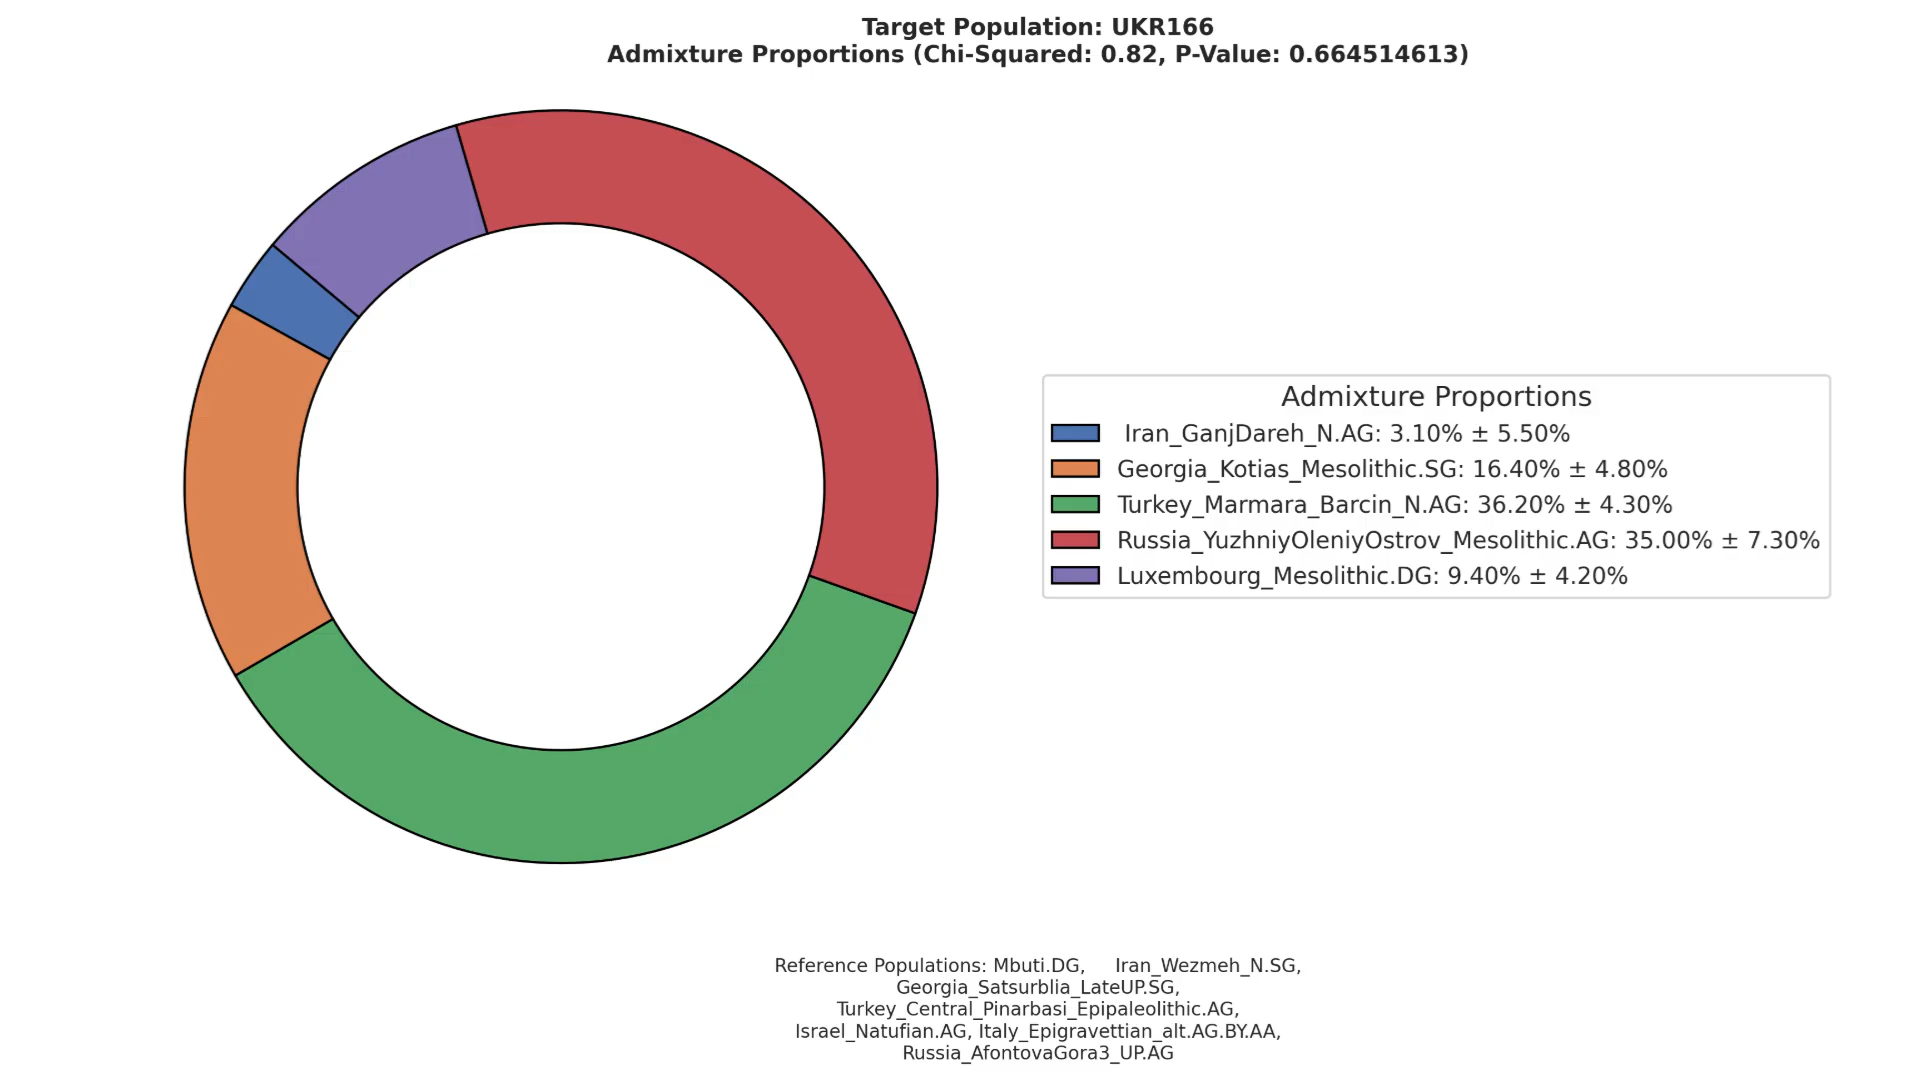 Target Population: UKR166
Admixture Proportions (Chi-Squared: 0.82, P-Value: 0.664514613)
Admixture Proportions
Iran_GanjDareh_N.AG: 3.10% ± 5.50%
Georgia_Kotias_Mesolithic.SG: 16.40% ± 4.80%
Turkey_Marmara_Barcin_N.AG: 36.20% ± 4.30%
Russia_YuzhniyOleniyOstrov_Mesolithic.AG: 35.00% ± 7.30%
Luxembourg_Mesolithic.DG: 9.40% ± 4.20%
Reference Populations: Mbuti.DG, Iran_Wezmeh_N.SG,
Georgia_Satsurblia_LateUP.SG,
Turkey_Central_Pinarbasi_Epipaleolithic.AG,
Israel_Natufian.AG, Italy_Epigravettian_alt.AG.BY.AA,
Russia_AfontovaGora3_UP.AG